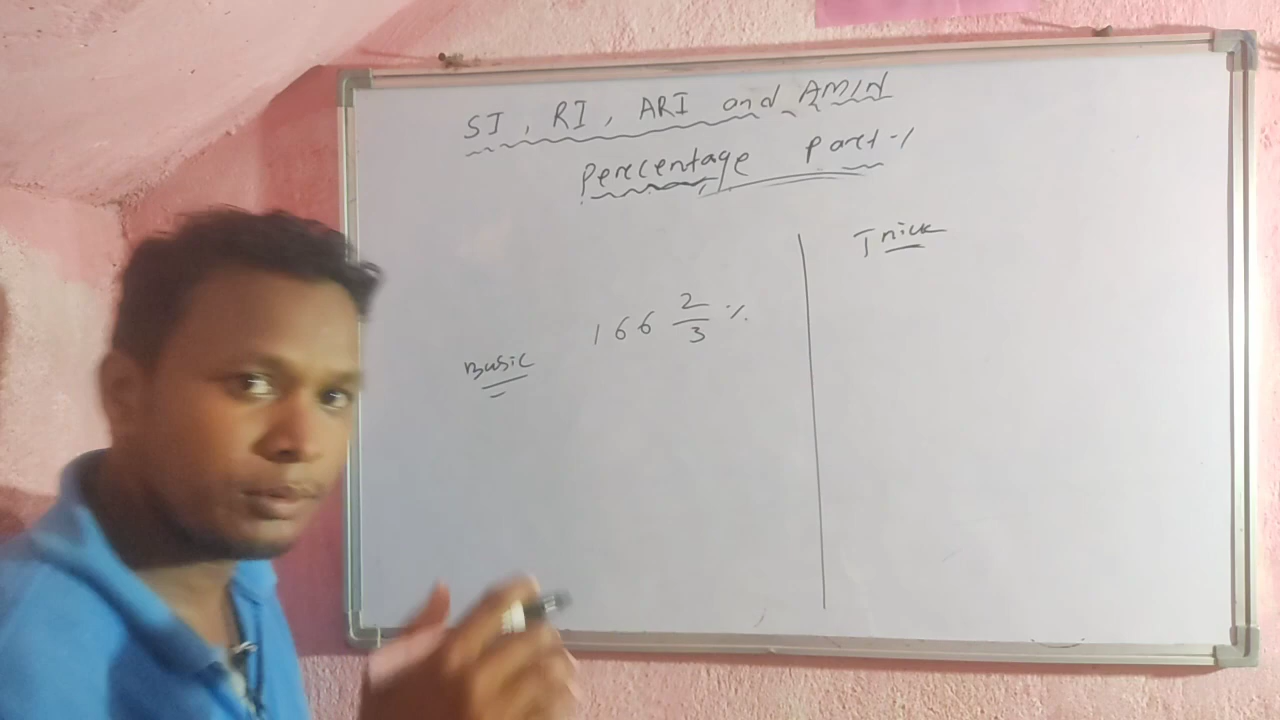 SI, RI, ARI and AMIN
Percentage Part-1
Trick
166 2/3 %
Basic